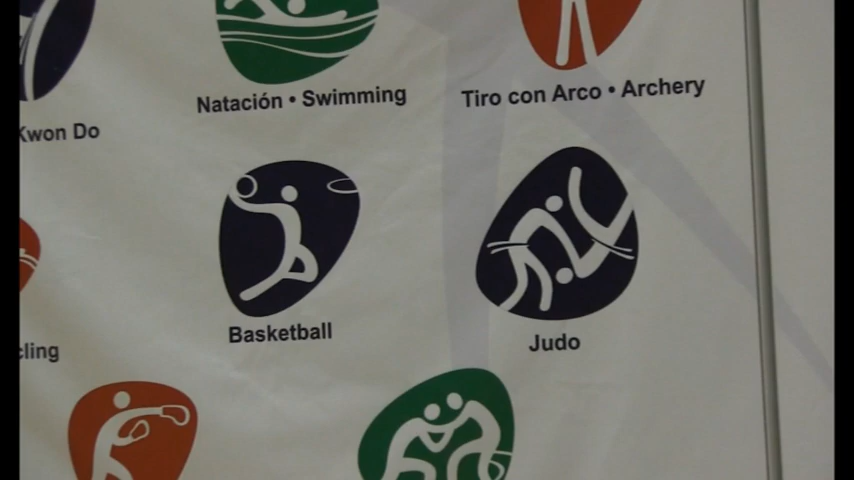 Natación • Swimming
Tiro con Arco • Archery
Kwon Do
Basketball
Judo
cling